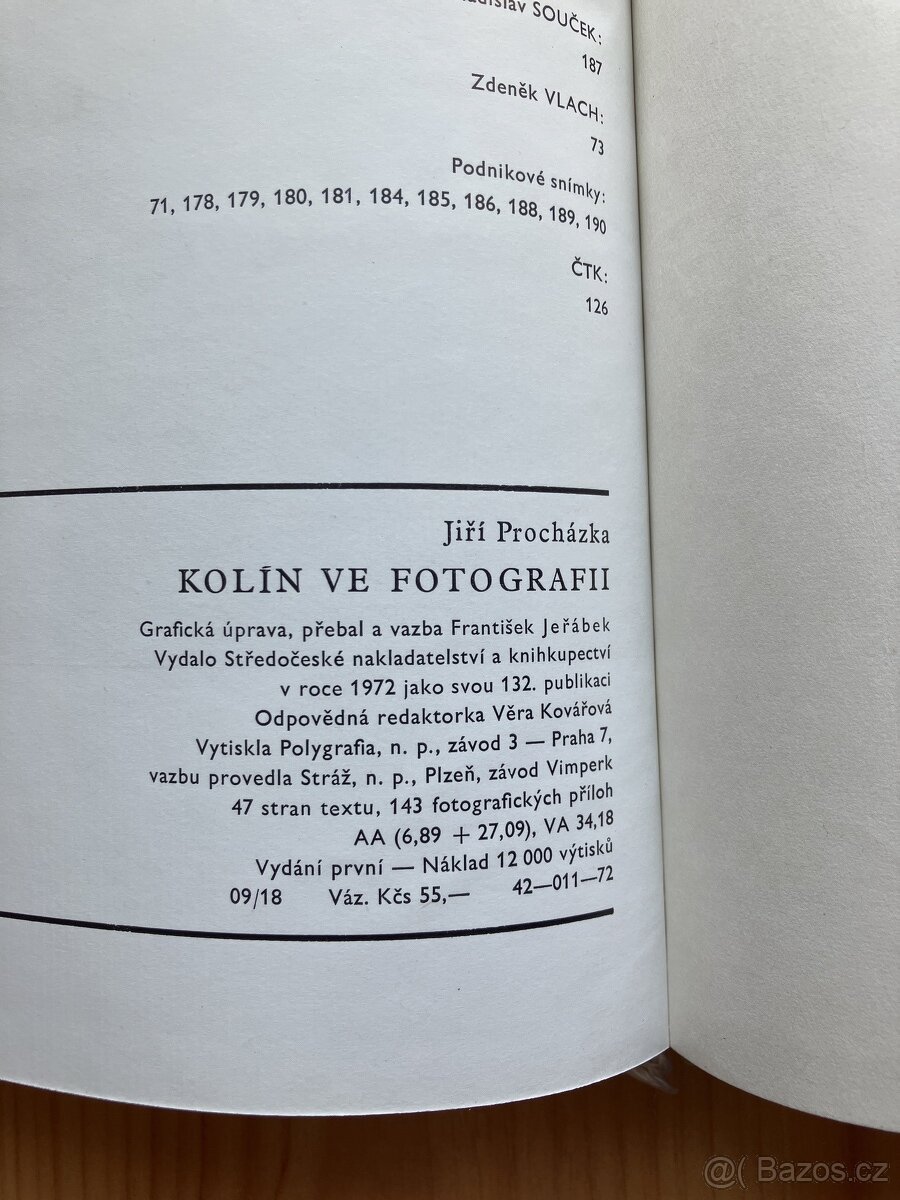 SOUČEK:
187
Zdeněk VLACH:
73
Podnikové snímky:
71, 178, 179, 180, 181, 184, 185, 186, 188, 189, 190
ČTK:
126
Jiří Procházka
KOLÍN VE FOTOGRAFII
Grafická úprava, přebal a vazba František Jeřábek
Vydalo Středočeské nakladatelství a knihkupectví
v roce 1972 jako svou 132. publikaci
Odpovědná redaktorka Věra Kovářová
Vytiskla Polygrafia, n. p., závod 3 — Praha 7,
vazbu provedla Stráž, n. p., Plzeň, závod Vimperk
47 stran textu, 143 fotografických příloh
AA (6,89 + 27,09), VA 34,18
Vydání první — Náklad 12 000 výtisků
09/18 Váz. Kčs 55,— 42—011—72
@( Bazos.cz